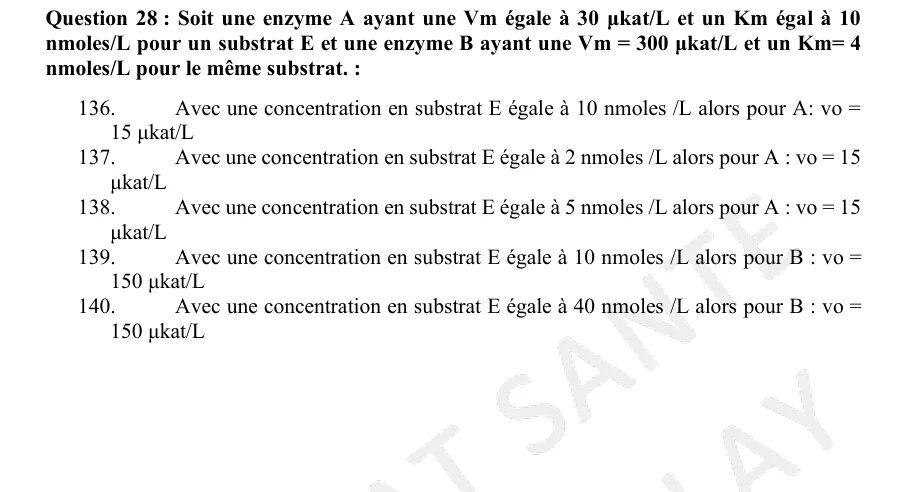 Question 28 : Soit une enzyme A ayant une Vm égale à 30 μkat/L et un Km égal à 10
nmoles/L pour un substrat E et une enzyme B ayant une Vm = 300 μkat/L et un Km= 4
nmoles/L pour le même substrat. :
136. Avec une concentration en substrat E égale à 10 nmoles /L alors pour A: vo =
15 μkat/L
137. Avec une concentration en substrat E égale à 2 nmoles /L alors pour A : vo = 15
μkat/L
138. Avec une concentration en substrat E égale à 5 nmoles /L alors pour A : vo = 15
μkat/L
139. Avec une concentration en substrat E égale à 10 nmoles /L alors pour B : vo =
150 μkat/L
140. Avec une concentration en substrat E égale à 40 nmoles /L alors pour B : vo =
150 μkat/L
AT SANTE
LAY